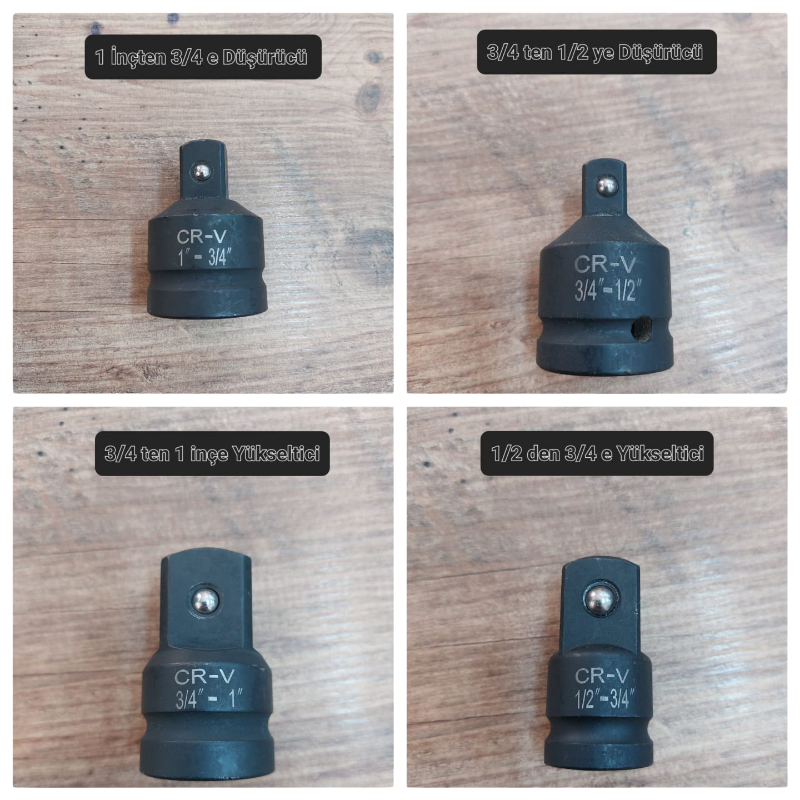 1 İnçten 3/4 e Düşürücü
CR-V
1" - 3/4"
3/4 ten 1/2 ye Düşürücü
CR-V
3/4"-1/2"
3/4 ten 1 inçe Yükseltici
CR-V
3/4" - 1"
1/2 den 3/4 e Yükseltici
CR-V
1/2"-3/4"